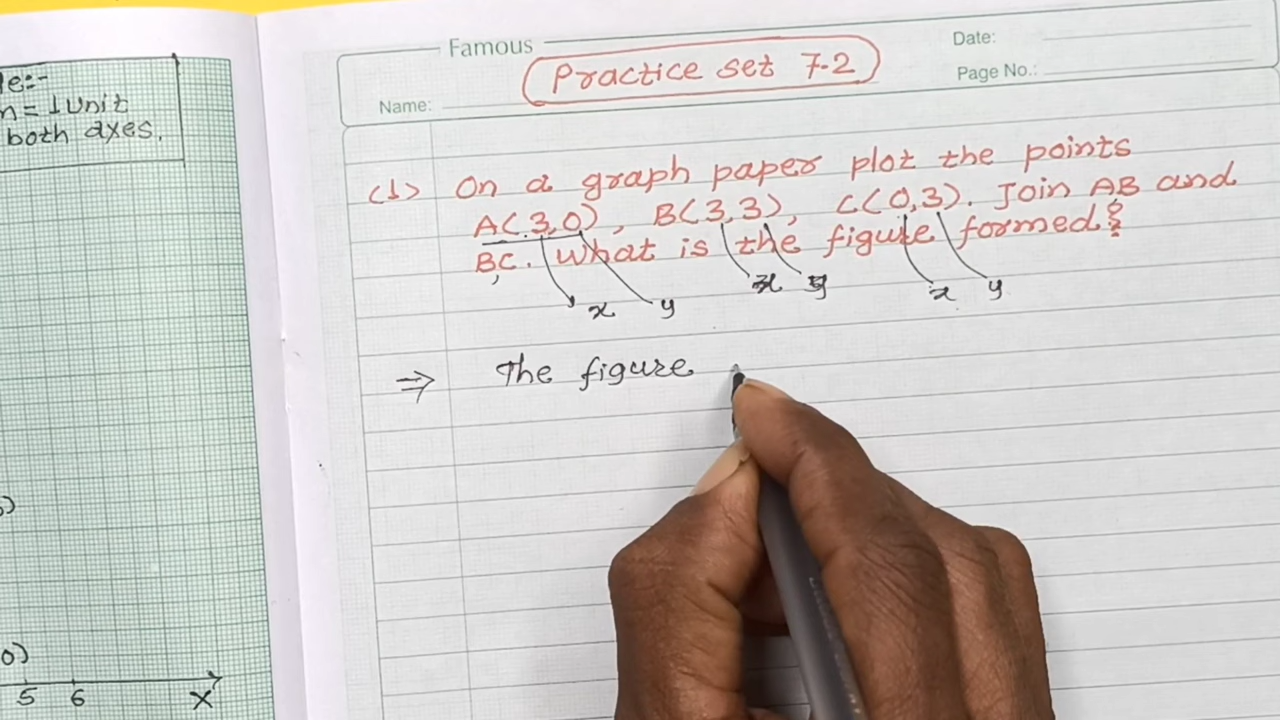 e:-
= 1 Unit
both axes.
5 6 X
Famous
Date:
Practice set 7.2
Page No.:
Name:
(1) On a graph paper plot the points
A(3,0), B(3,3), C(0,3). Join AB and
BC. What is the figure formed?
x y x y x y
⇒ The figure